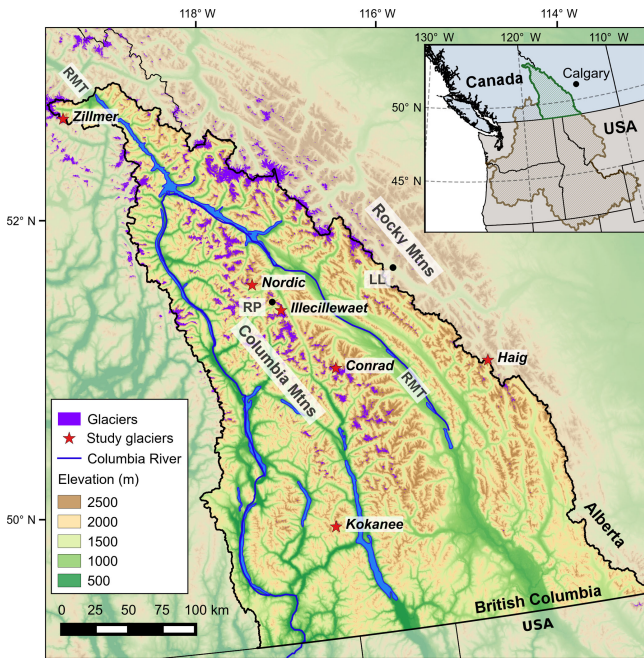 118° W
116° W
114° W
130° W
120° W
110° W
Canada
Calgary
50° N
USA
45° N
RMT
Zillmer
52° N
Rocky Mtns
LL
Nordic
RP
Illecillewaet
Columbia Mtns
Conrad
RMT
Haig
Glaciers
Study glaciers
Columbia River
Elevation (m)
2500
2000
1500
1000
500
50° N
Kokanee
Alberta
0 25 50 75 100 km
British Columbia
USA